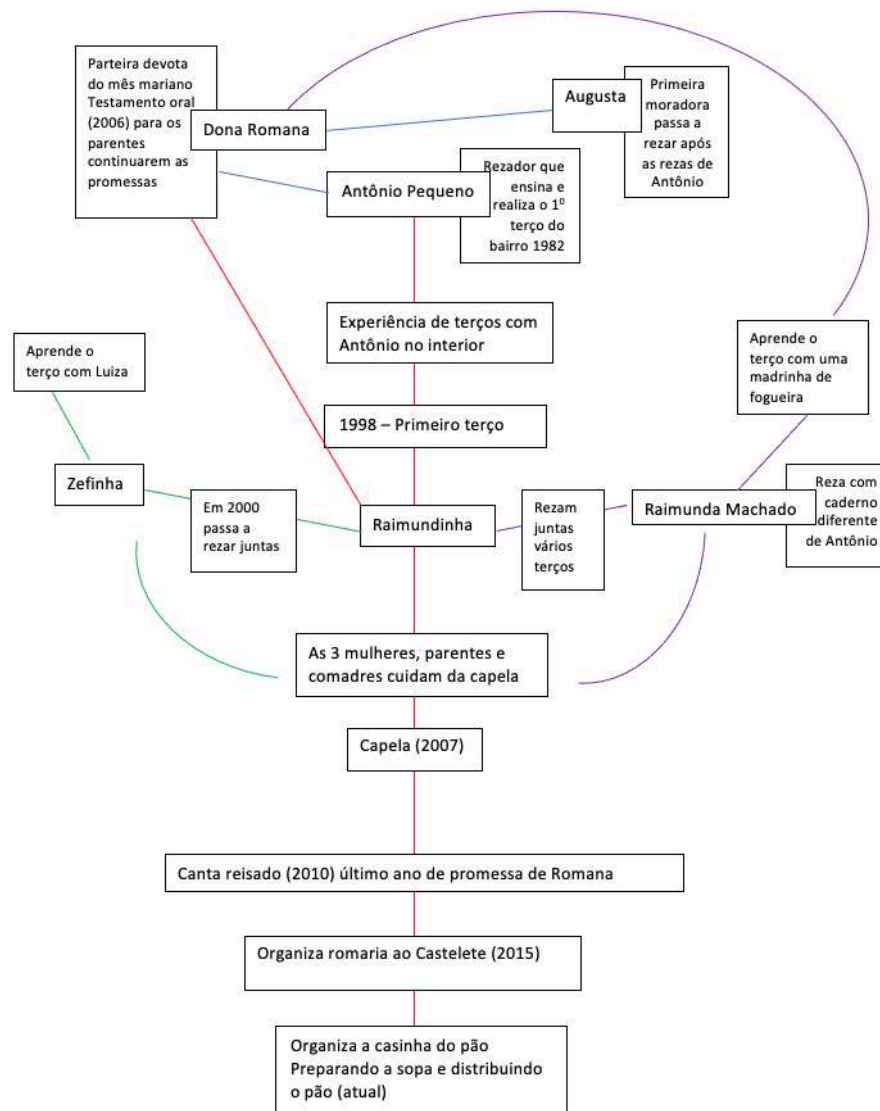 Parteira devota
do mês mariano
Testamento oral
(2006) para os
parentes
continuarem as
promessas
Dona Romana
Augusta
Primeira
moradora
passa a
rezar após
as rezas de
Antônio
Antônio Pequeno
Rezador que
ensina e
realiza o 1º
terço do
bairro 1982
Experiência de terços com
Antônio no interior
Aprende o
terço com Luiza
Aprende o
terço com uma
madrinha de
fogueira
1998 – Primeiro terço
Zefinha
Em 2000
passa a
rezar juntas
Raimundinha
Rezam
juntas
vários
terços
Raimunda Machado
Reza com
caderno
diferente
de Antônio
As 3 mulheres, parentes e
comadres cuidam da capela
Capela (2007)
Canta reisado (2010) último ano de promessa de Romana
Organiza romaria ao Castelete (2015)
Organiza a casinha do pão
Preparando a sopa e distribuindo
o pão (atual)